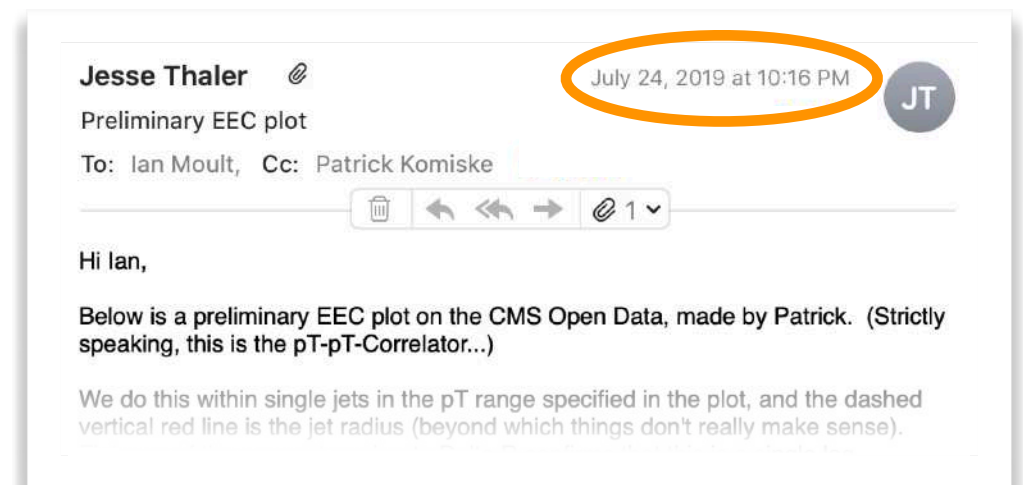 Jesse Thaler
July 24, 2019 at 10:16 PM
JT
Preliminary EEC plot
To: Ian Moult, Cc: Patrick Komiske
1
Hi Ian,
Below is a preliminary EEC plot on the CMS Open Data, made by Patrick. (Strictly
speaking, this is the pT-pT-Correlator...)
We do this within single jets in the pT range specified in the plot, and the dashed
vertical red line is the jet radius (beyond which things don't really make sense).